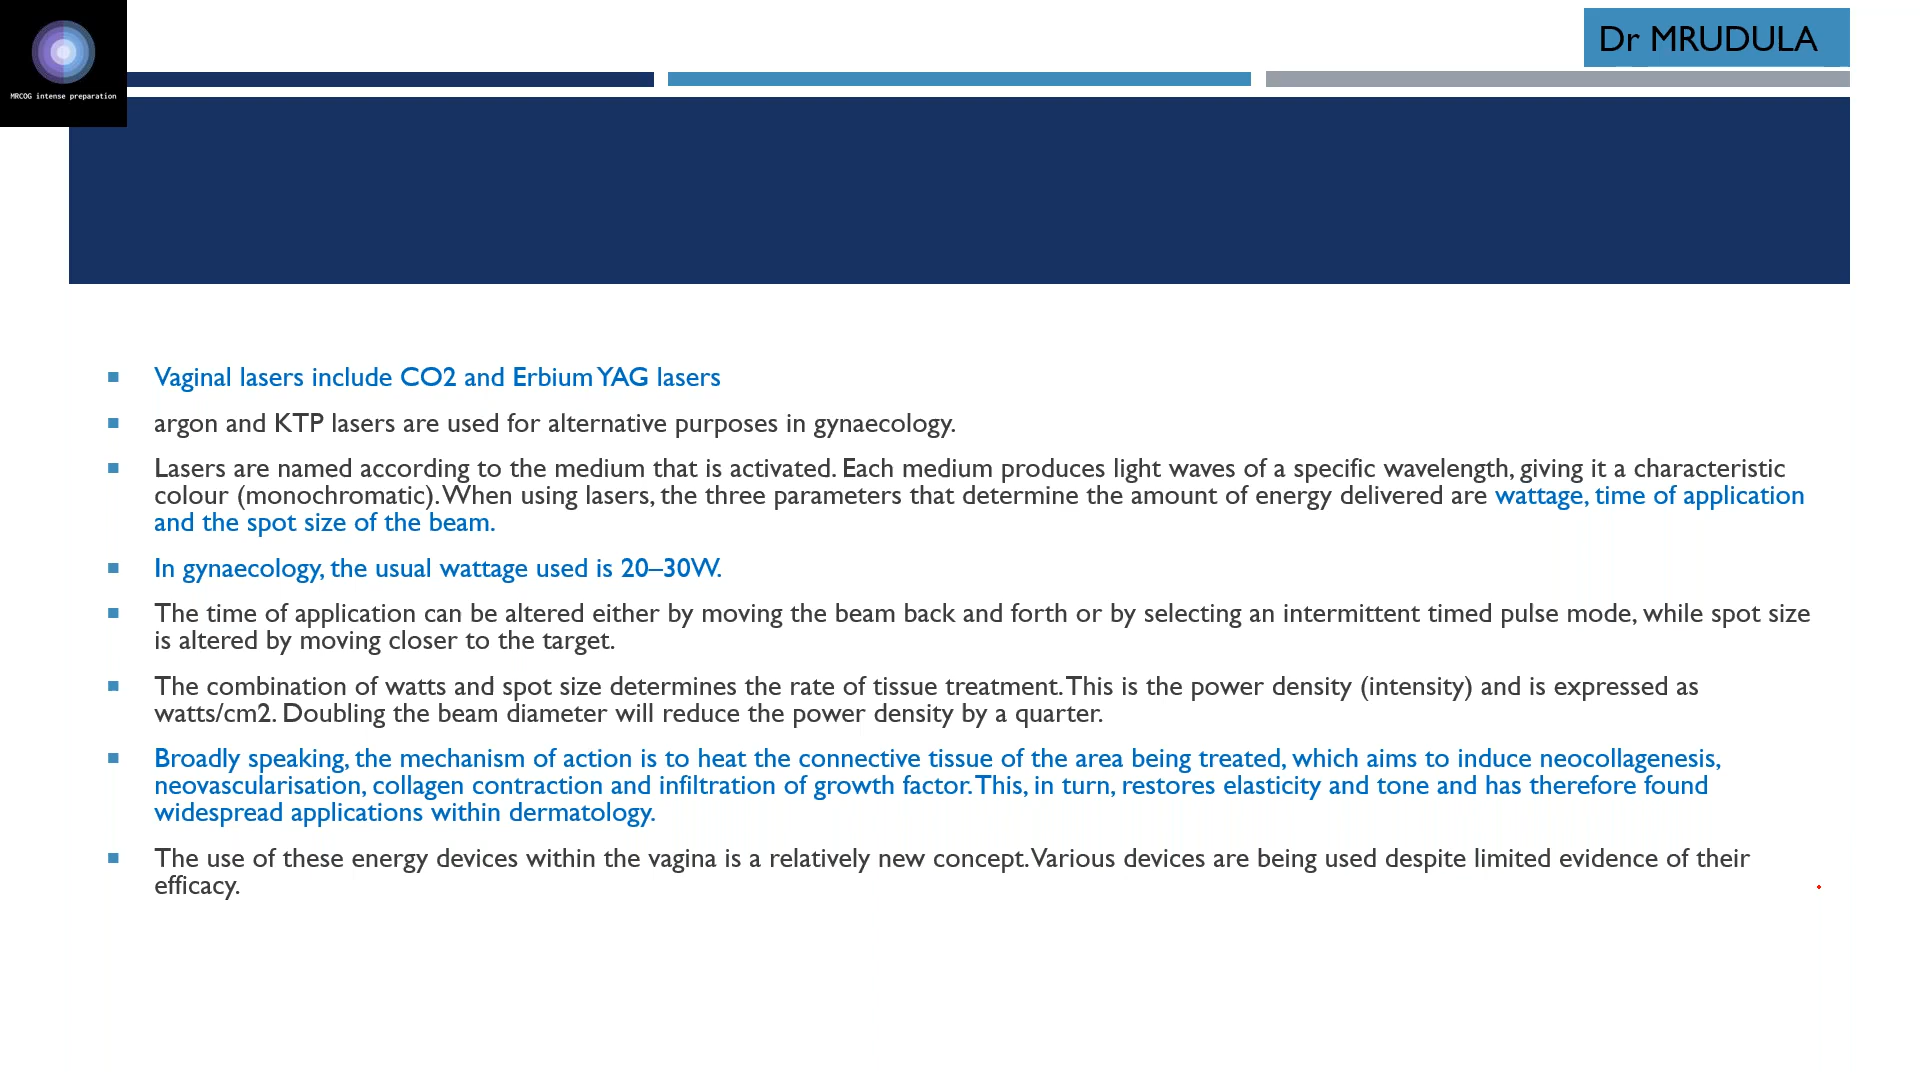 Dr MRUDULA
MRCOG intense preparation
Vaginal lasers include CO2 and Erbium YAG lasers
argon and KTP lasers are used for alternative purposes in gynaecology.
Lasers are named according to the medium that is activated. Each medium produces light waves of a specific wavelength, giving it a characteristic
colour (monochromatic). When using lasers, the three parameters that determine the amount of energy delivered are wattage, time of application
and the spot size of the beam.
In gynaecology, the usual wattage used is 20–30W.
The time of application can be altered either by moving the beam back and forth or by selecting an intermittent timed pulse mode, while spot size
is altered by moving closer to the target.
The combination of watts and spot size determines the rate of tissue treatment. This is the power density (intensity) and is expressed as
watts/cm2. Doubling the beam diameter will reduce the power density by a quarter.
Broadly speaking, the mechanism of action is to heat the connective tissue of the area being treated, which aims to induce neocollagenesis,
neovascularisation, collagen contraction and infiltration of growth factor. This, in turn, restores elasticity and tone and has therefore found
widespread applications within dermatology.
The use of these energy devices within the vagina is a relatively new concept. Various devices are being used despite limited evidence of their
efficacy.